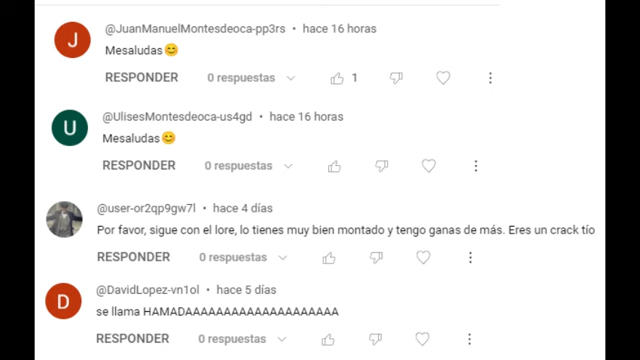 J
@JuanManuelMontesdeoca-pp3rs • hace 16 horas
Mesaludas😊
RESPONDER 0 respuestas 1
U
@UlisesMontesdeoca-us4gd • hace 16 horas
Mesaludas😊
RESPONDER 0 respuestas
@user-or2qp9gw7l • hace 4 días
Por favor, sigue con el lore, lo tienes muy bien montado y tengo ganas de más. Eres un crack tío
RESPONDER 0 respuestas
D
@DavidLopez-vn1ol • hace 5 días
se llama HAMADAAAAAAAAAAAAAAAAAAAA
RESPONDER 0 respuestas